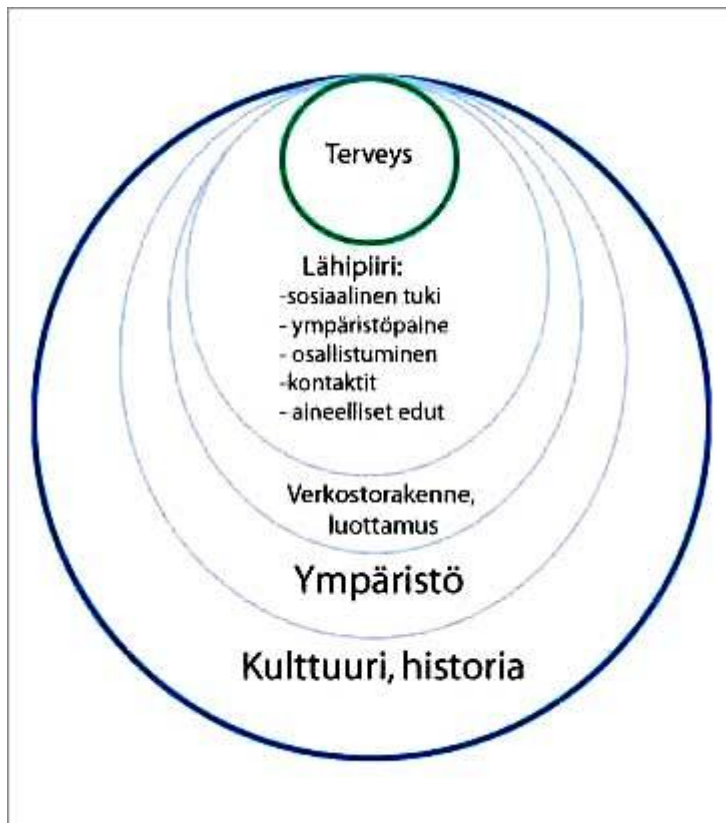 Terveys
Lähipiiri:
-sosiaalinen tuki
- ympäristöpaine
- osallistuminen
-kontaktit
- aineelliset edut
Verkostorakenne,
luottamus
Ympäristö
Kulttuuri, historia